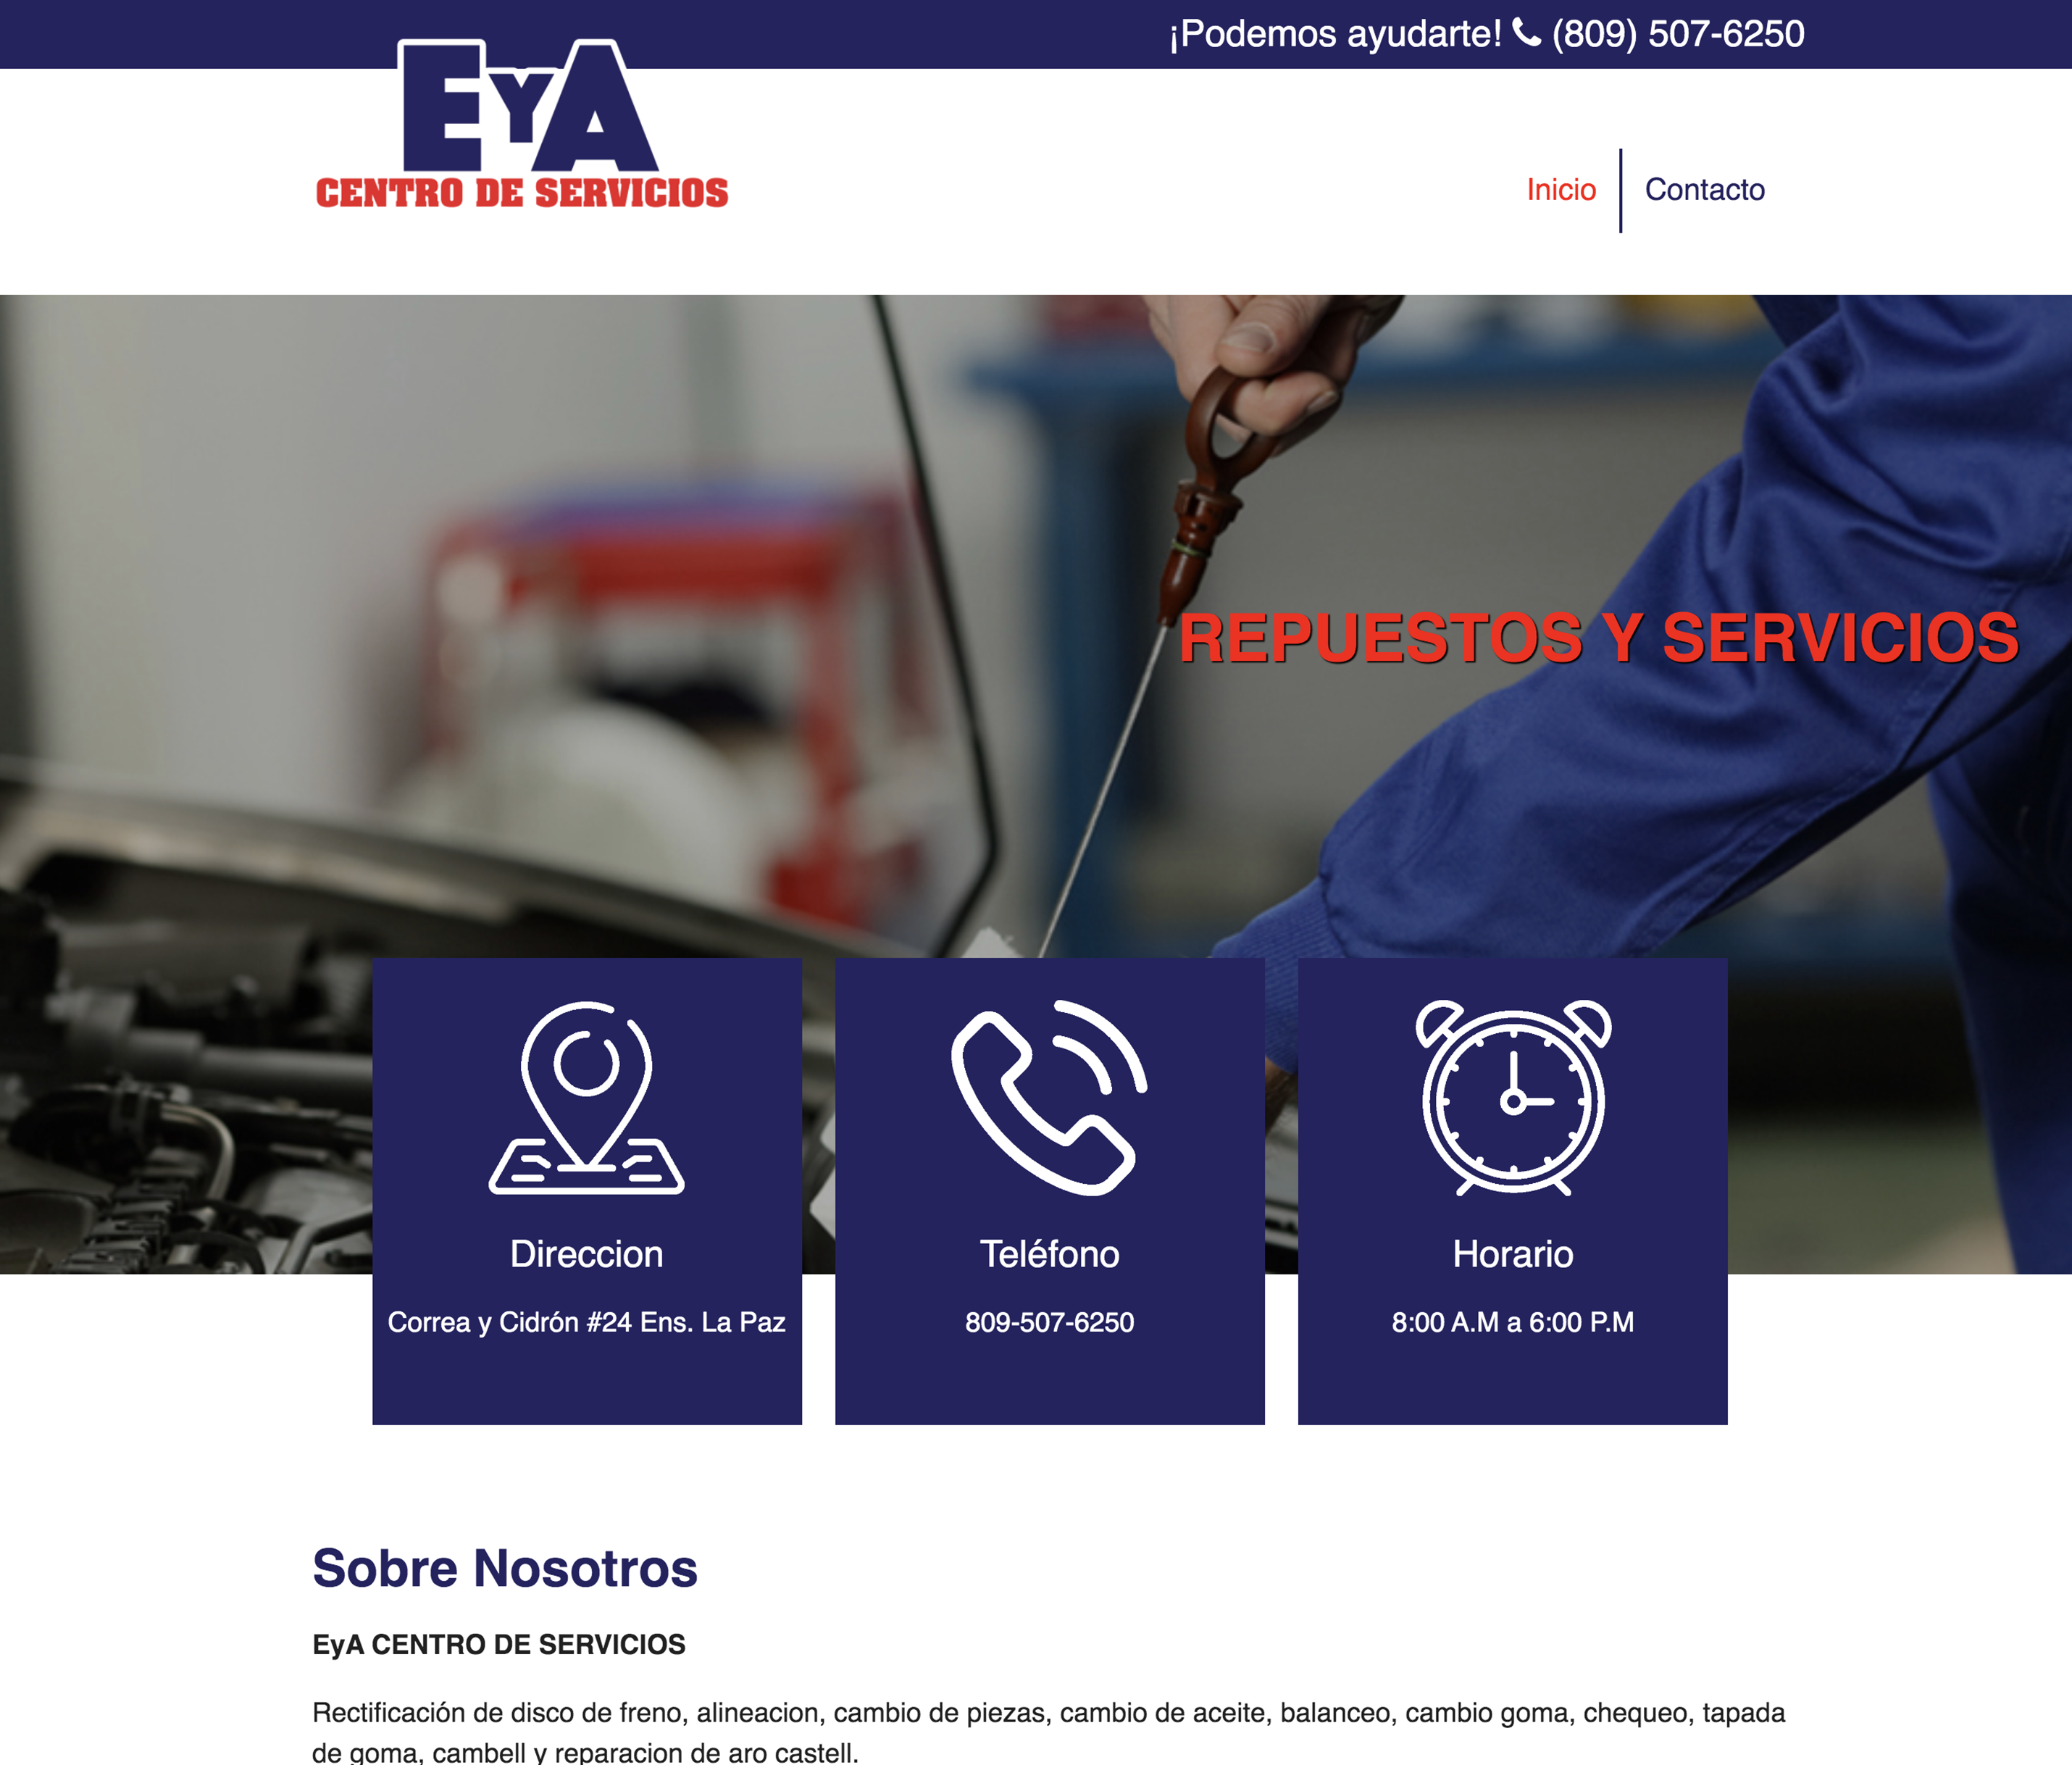 ¡Podemos ayudarte! (809) 507-6250
EYA
CENTRO DE SERVICIOS
Inicio
Contacto
REPUESTOS Y SERVICIOS
Direccion
Correa y Cidrón #24 Ens. La Paz
Teléfono
809-507-6250
Horario
8:00 A.M a 6:00 P.M
Sobre Nosotros
EyA CENTRO DE SERVICIOS
Rectificación de disco de freno, alineacion, cambio de piezas, cambio de aceite, balanceo, cambio goma, chequeo, tapada
de goma, cambell y reparacion de aro castell.